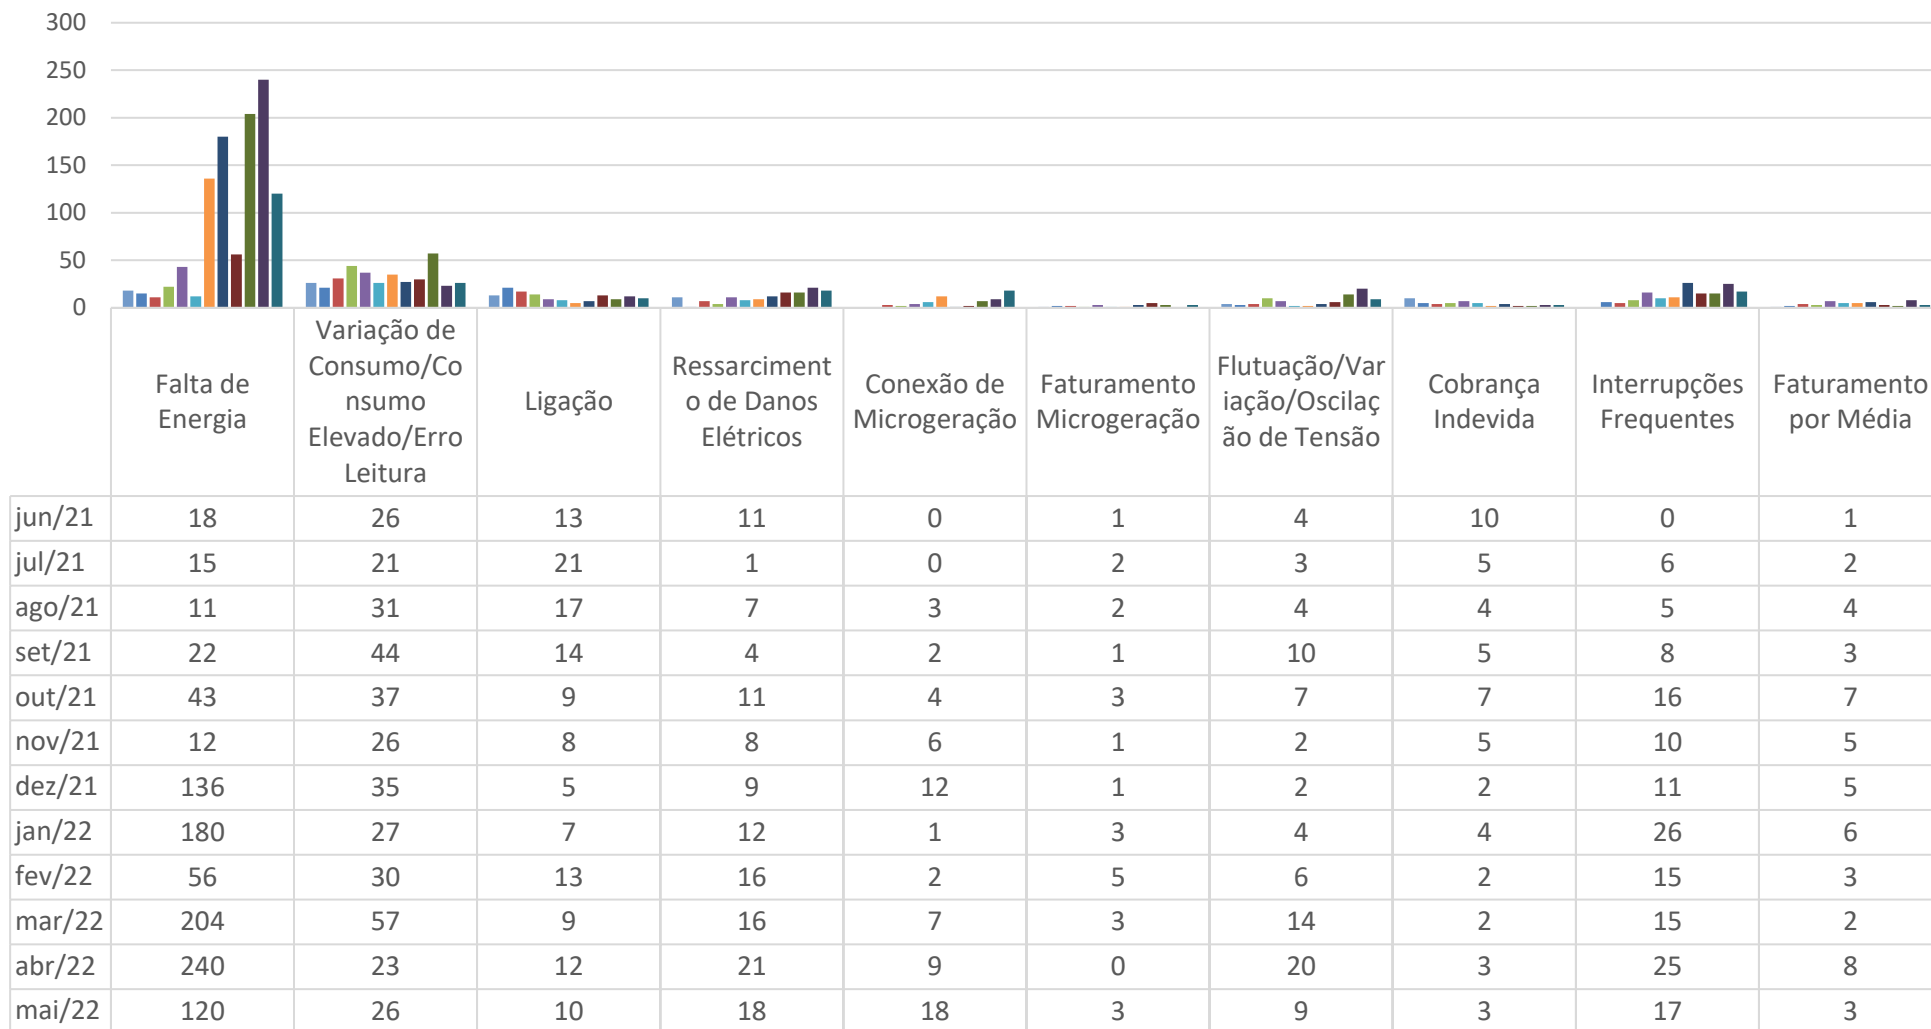 300
250
200
150
100
50
0
Falta de
Energia
Variação de
Consumo/Co
nsumo
Elevado/Erro
Leitura
Ligação
Ressarciment
o de Danos
Elétricos
Conexão de
Microgeração
Faturamento
Microgeração
Flutuação/Var
iação/Oscilaç
ão de Tensão
Cobrança
Indevida
Interrupções
Frequentes
Faturamento
por Média
jun/21 18 26 13 11 0 1 4 10 0 1
jul/21 15 21 21 1 0 2 3 5 6 2
ago/21 11 31 17 7 3 2 4 4 5 4
set/21 22 44 14 4 2 1 10 5 8 3
out/21 43 37 9 11 4 3 7 7 16 7
nov/21 12 26 8 8 6 1 2 5 10 5
dez/21 136 35 5 9 12 1 2 2 11 5
jan/22 180 27 7 12 1 3 4 4 26 6
fev/22 56 30 13 16 2 5 6 2 15 3
mar/22 204 57 9 16 7 3 14 2 15 2
abr/22 240 23 12 21 9 0 20 3 25 8
mai/22 120 26 10 18 18 3 9 3 17 3